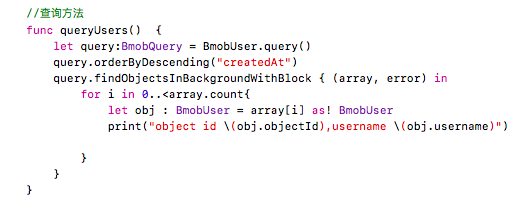 //查询方法
func queryUsers()  {
    let query:BmobQuery = BmobUser.query()
    query.orderByDescending("createdAt")
    query.findObjectsInBackgroundWithBlock { (array, error) in
        for i in 0..<array.count{
            let obj : BmobUser = array[i] as! BmobUser
            print("object id \(obj.objectId),username \(obj.username)")
        }
    }
}